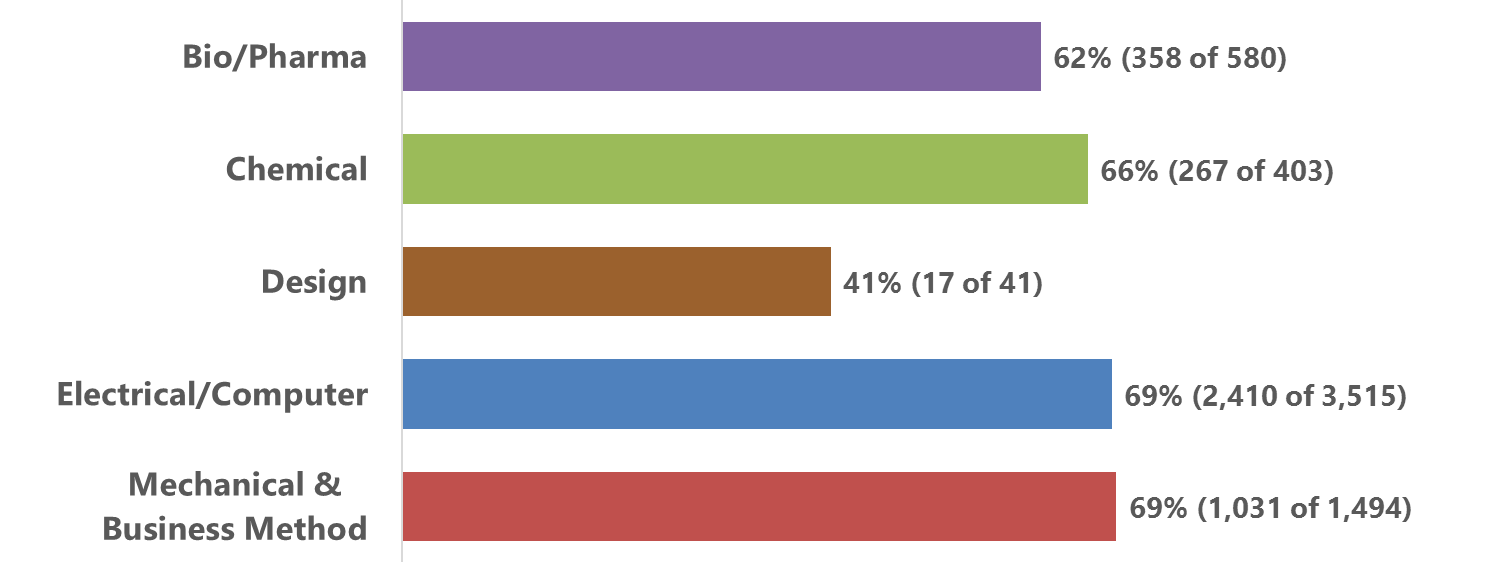 Bio/Pharma
62% (358 of 580)
Chemical
66% (267 of 403)
Design
41% (17 of 41)
Electrical/Computer
69% (2,410 of 3,515)
Mechanical &
Business Method
69% (1,031 of 1,494)